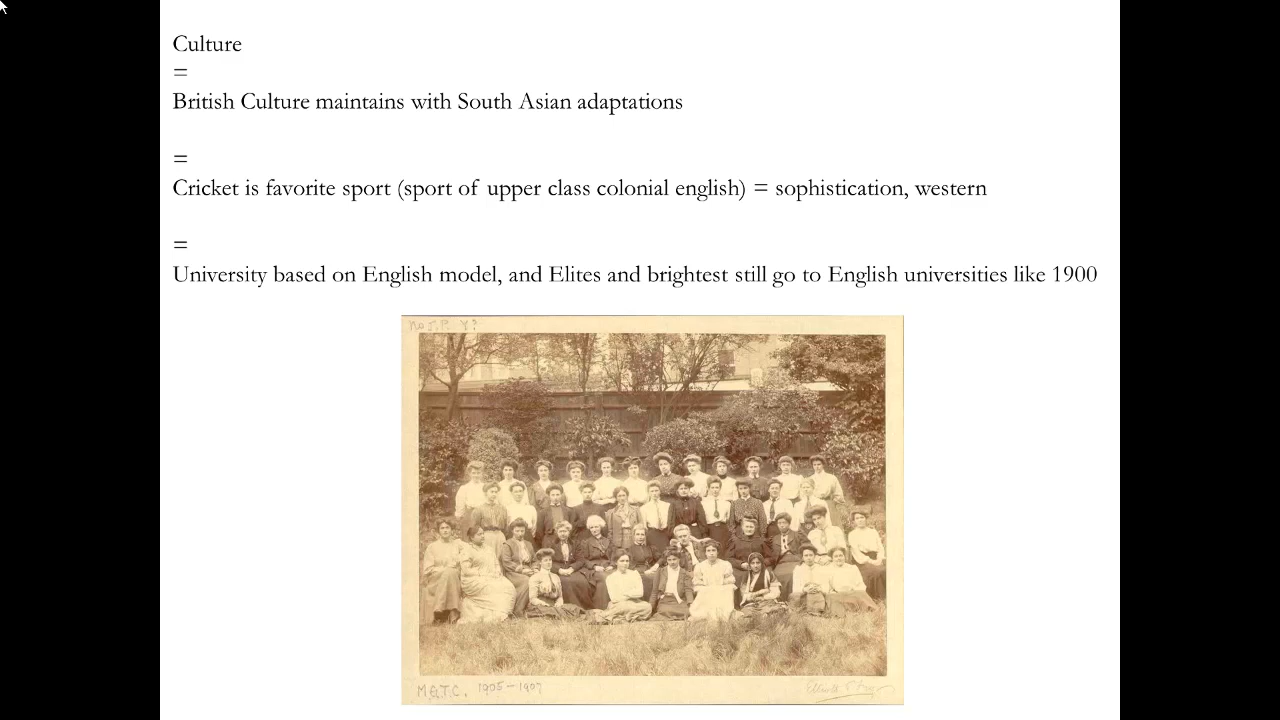 Culture
=
British Culture maintains with South Asian adaptations
=
Cricket is favorite sport (sport of upper class colonial english) = sophistication, western
=
University based on English model, and Elites and brightest still go to English universities like 1900
M&T.C. 1905-1907